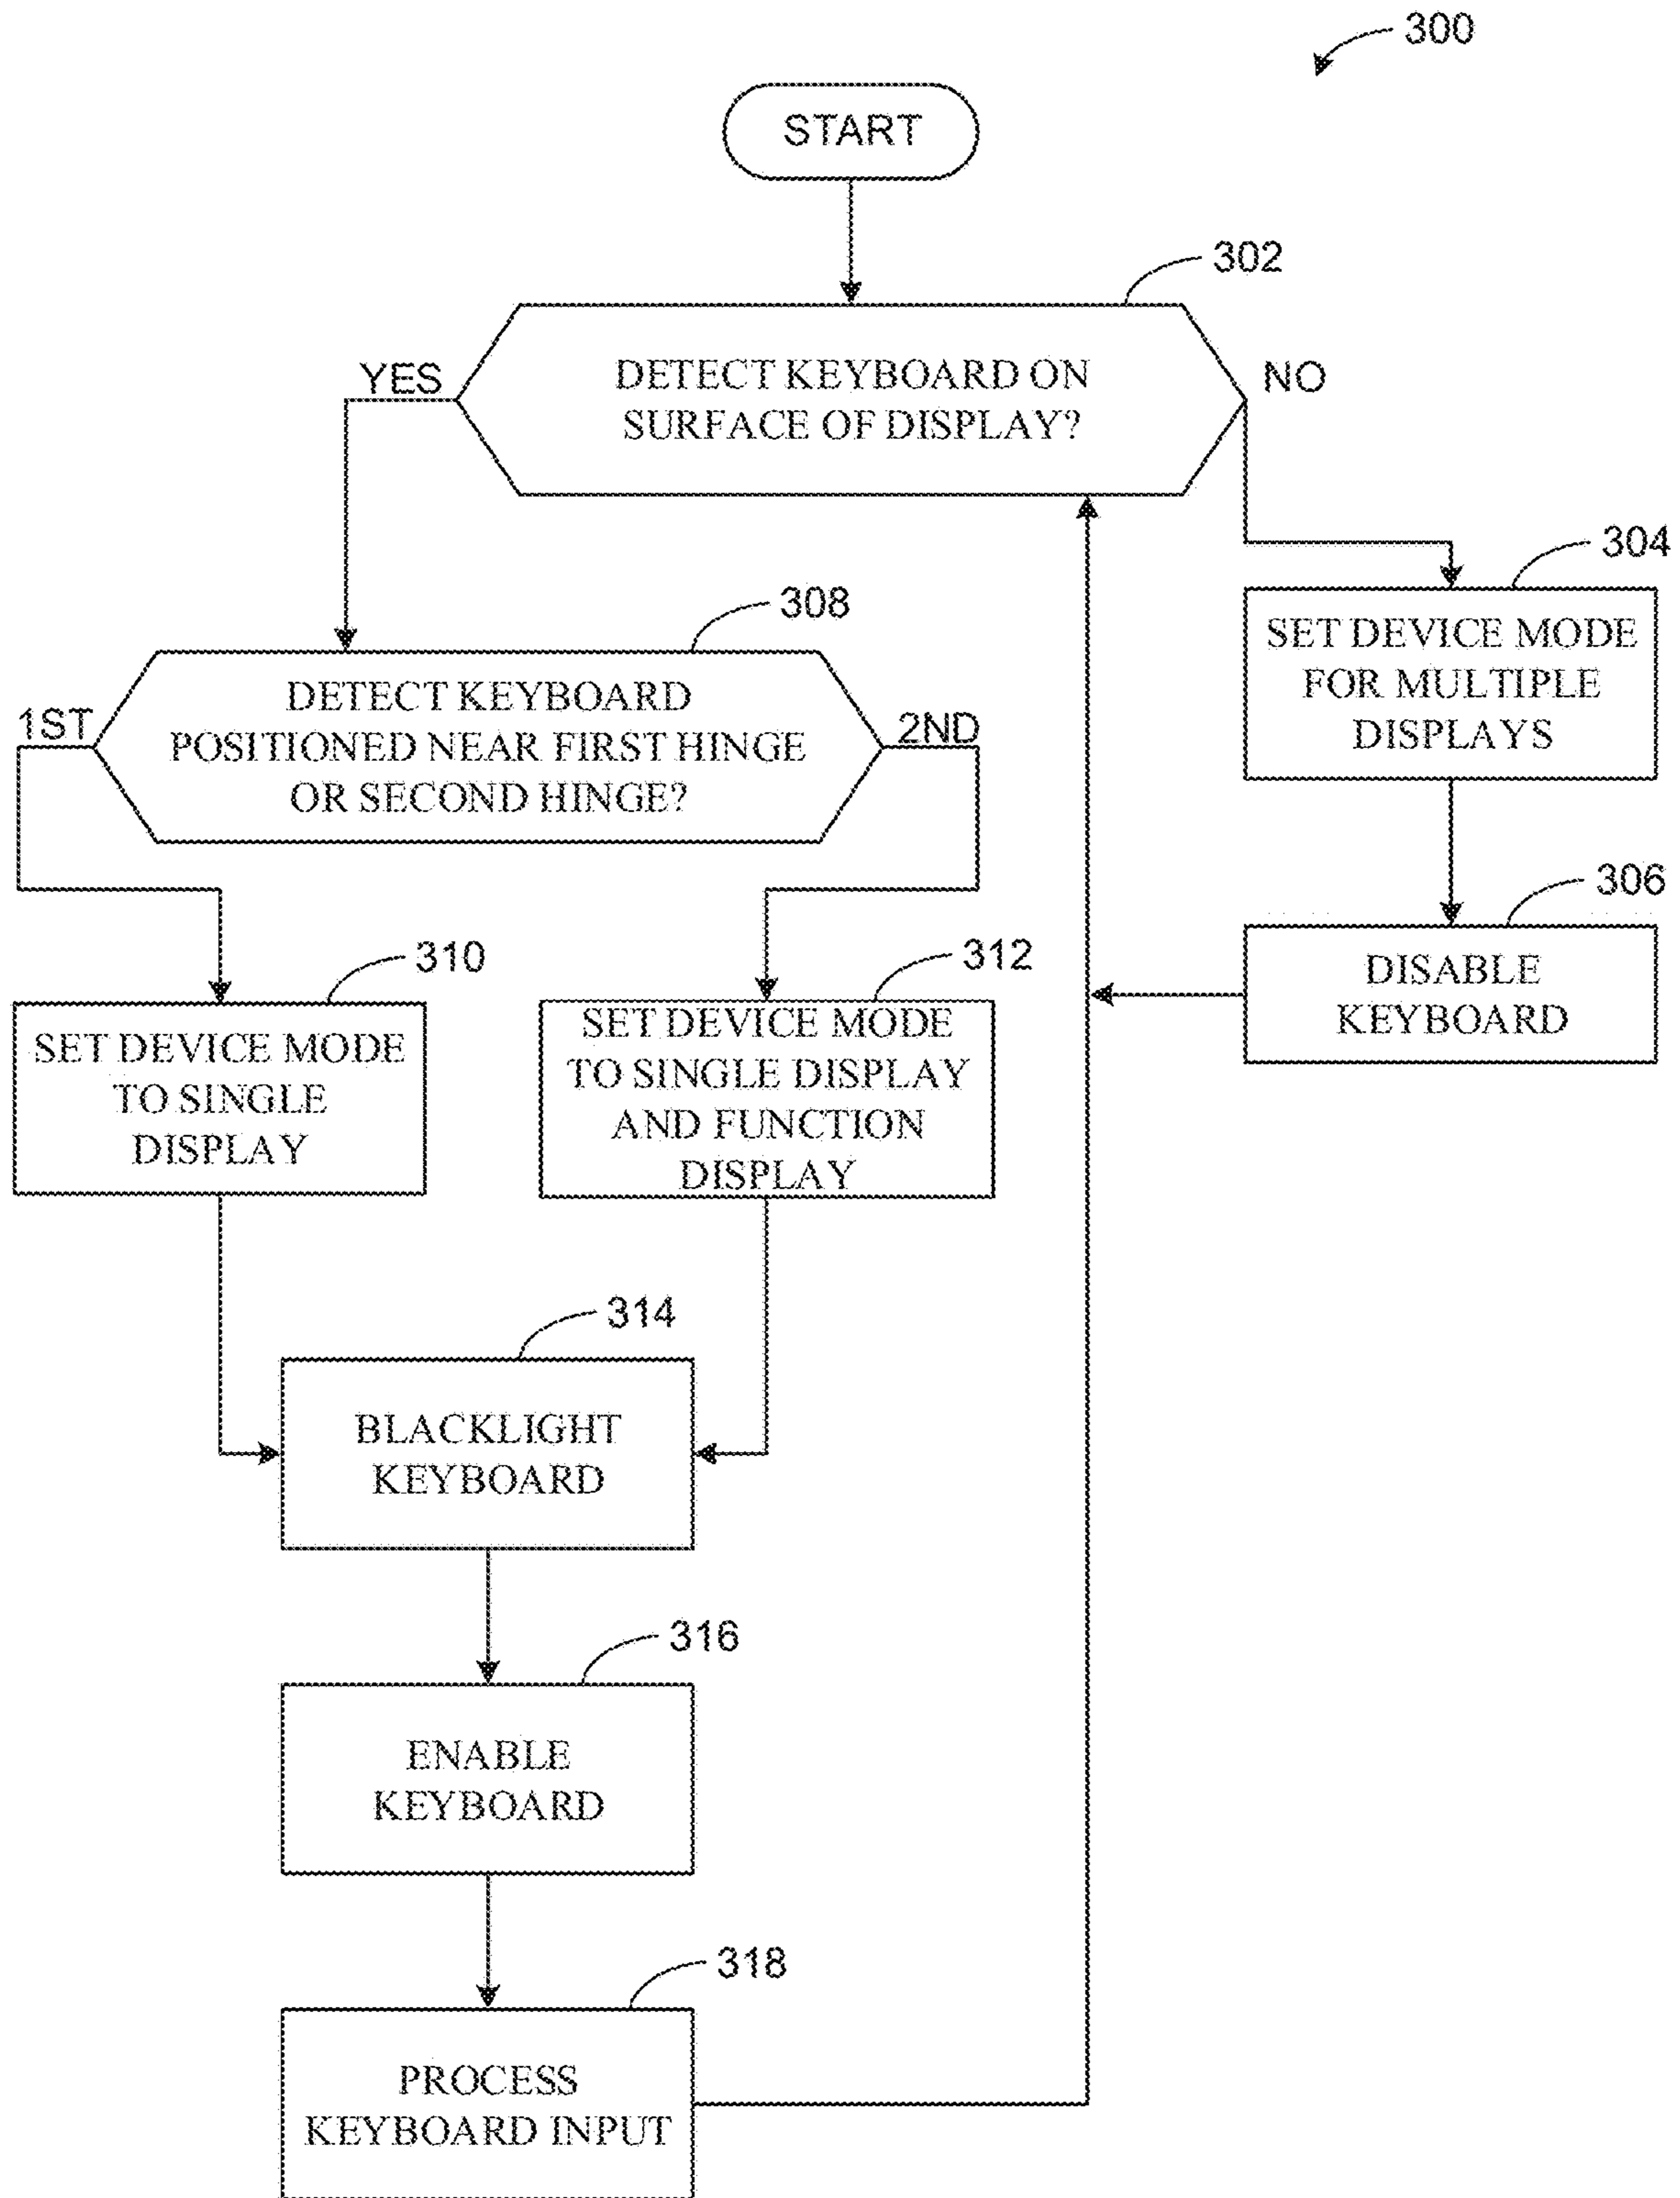 300
START
302
DETECT KEYBOARD ON
SURFACE OF DISPLAY?
YES
NO
304
SET DEVICE MODE
FOR MULTIPLE
DISPLAYS
308
DETECT KEYBOARD
POSITIONED NEAR FIRST HINGE
OR SECOND HINGE?
1ST
2ND
306
DISABLE
KEYBOARD
310
SET DEVICE MODE
TO SINGLE
DISPLAY
312
SET DEVICE MODE
TO SINGLE DISPLAY
AND FUNCTION
DISPLAY
314
BLACKLIGHT
KEYBOARD
316
ENABLE
KEYBOARD
318
PROCESS
KEYBOARD INPUT